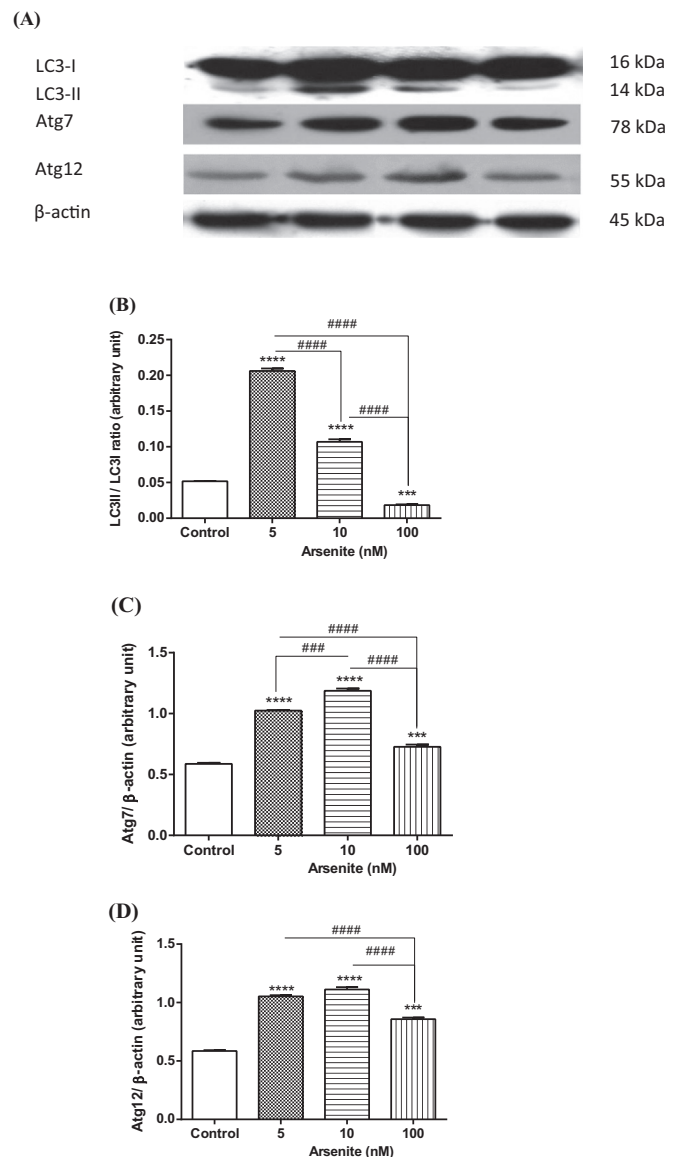 (A)
LC3-I 16 kDa
LC3-II 14 kDa
Atg7 78 kDa
Atg12 55 kDa
β-actin 45 kDa
(B)
LC3II/ LC3I ratio (arbitrary unit)
0.25
0.20
0.15
0.10
0.05
0.00
####
####
####
****
****
***
Control 5 10 100
Arsenite (nM)
(C)
Atg7/ β-actin (arbitrary unit)
1.5
1.0
0.5
0.0
####
###
####
****
****
***
Control 5 10 100
Arsenite (nM)
(D)
Atg12/ β-actin (arbitrary unit)
1.5
1.0
0.5
0.0
####
####
****
****
***
Control 5 10 100
Arsenite (nM)